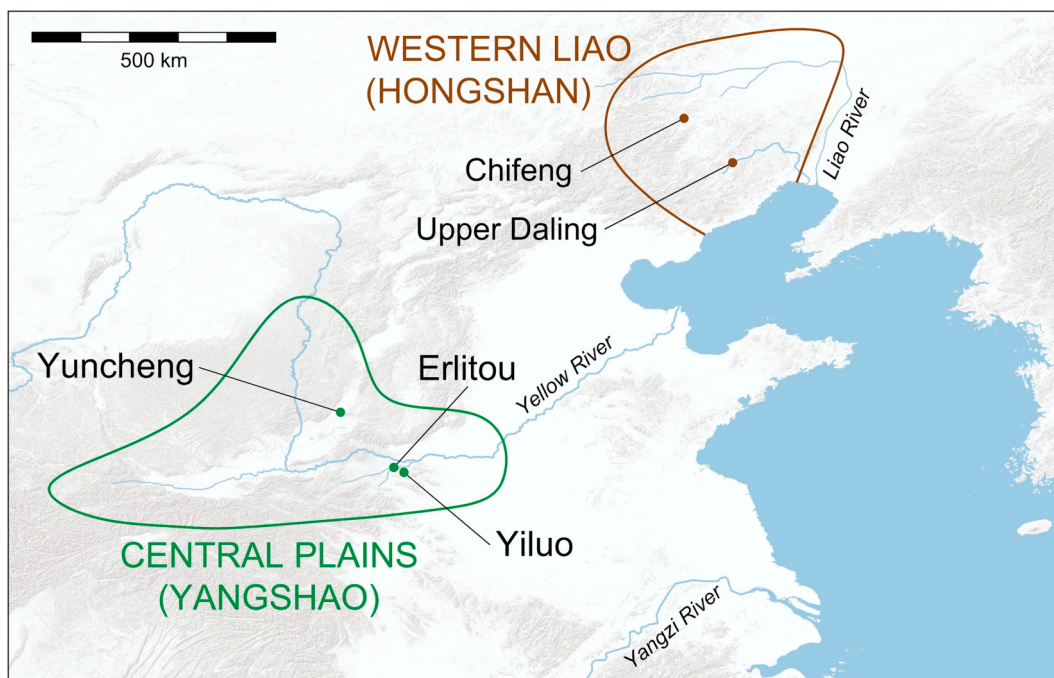 500 km
WESTERN LIAO
(HONGSHAN)
Chifeng
Upper Daling
Liao River
Yuncheng
Erlitou
Yellow River
Yiluo
CENTRAL PLAINS
(YANGSHAO)
Yangzi River